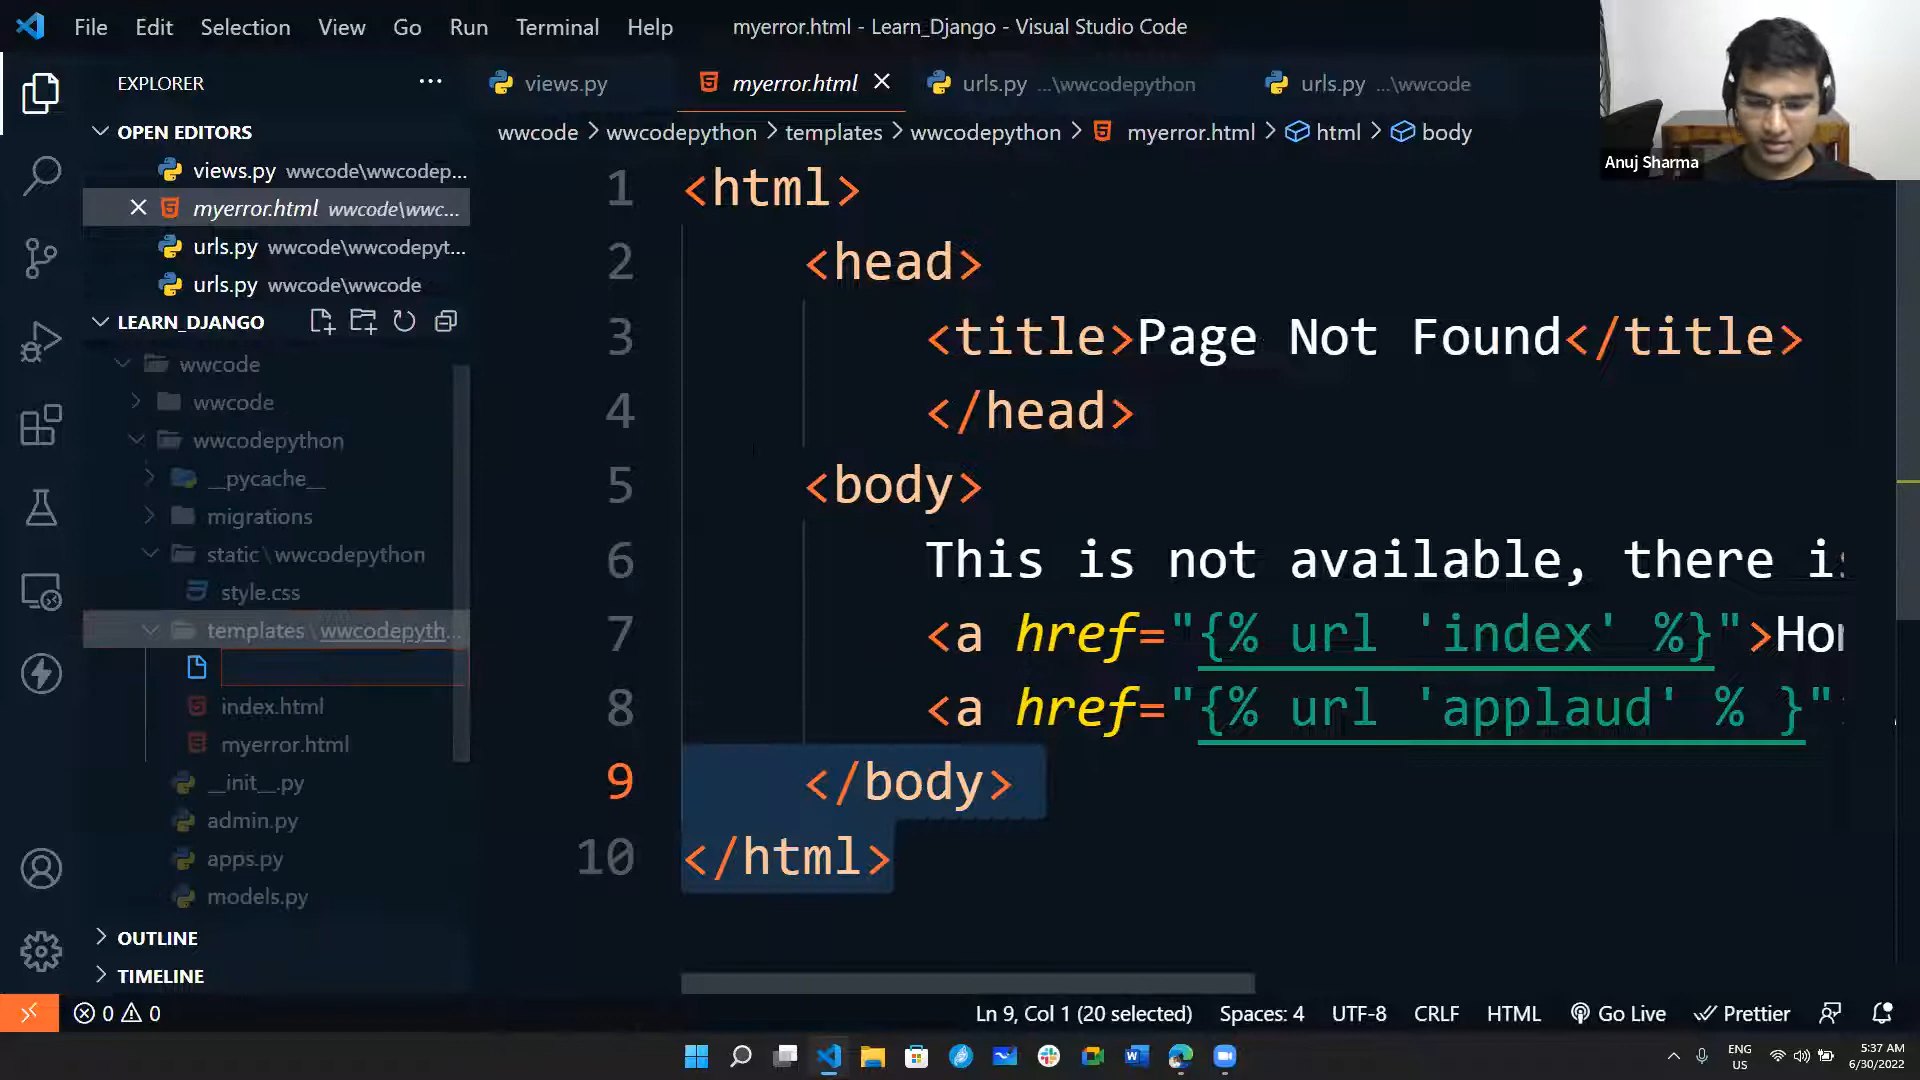 File Edit Selection View Go Run Terminal Help
myerror.html - Learn_Django - Visual Studio Code
Anuj Sharma
EXPLORER
OPEN EDITORS
views.py wwcode\wwcodep...
myerror.html wwcode\wwc...
urls.py wwcode\wwcodepyt...
urls.py wwcode\wwcode
LEARN_DJANGO
wwcode
wwcode
wwcodepython
__pycache__
migrations
static \ wwcodepython
style.css
templates \ wwcodepyth...
index.html
myerror.html
__init__.py
admin.py
apps.py
models.py
OUTLINE
TIMELINE
views.py myerror.html urls.py ...\wwcodepython urls.py ...\wwcode
wwcode > wwcodepython > templates > wwcodepython > myerror.html > html > body
1 <html>
2 <head>
3 <title>Page Not Found</title>
4 </head>
5 <body>
6 This is not available, there is
7 <a href="{% url 'index' %}">Hom
8 <a href="{% url 'applaud' % }"
9 </body>
10 </html>
0 0
Ln 9, Col 1 (20 selected) Spaces: 4 UTF-8 CRLF HTML Go Live Prettier
ENG
US
5:37 AM
6/30/2022